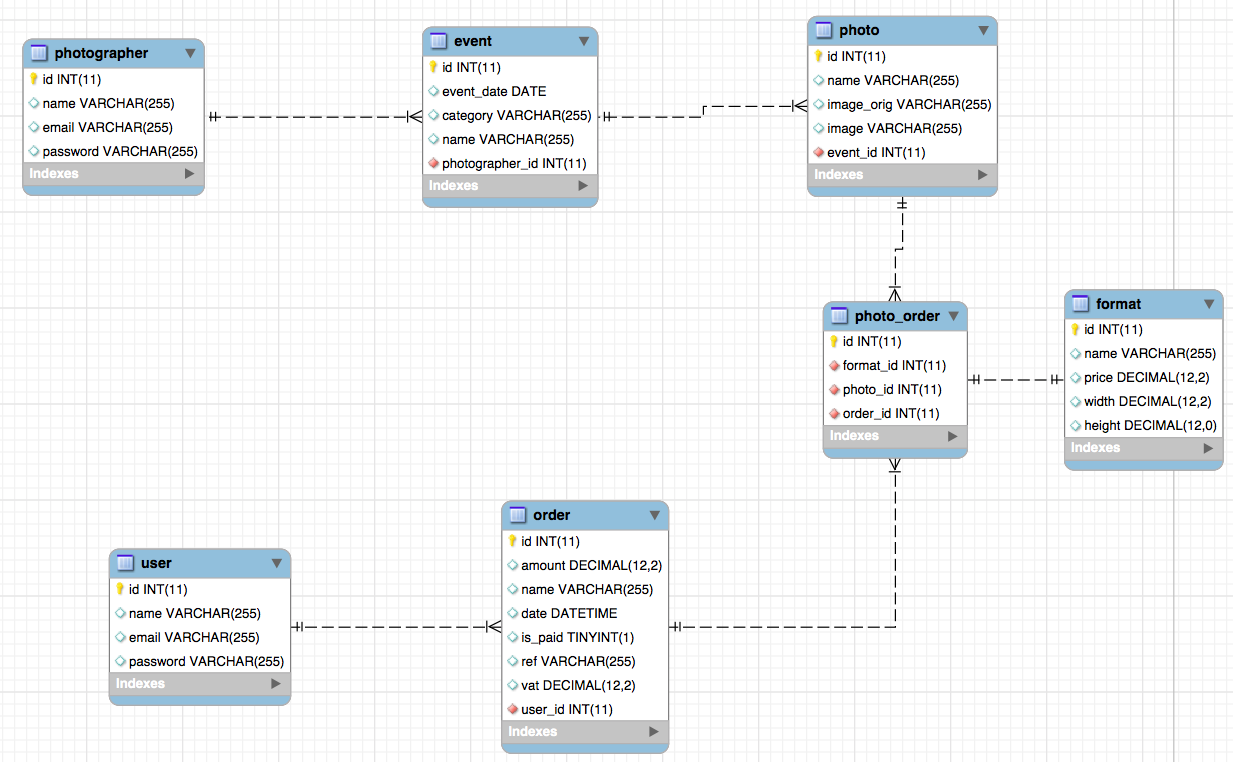 photographer
id INT(11)
name VARCHAR(255)
email VARCHAR(255)
password VARCHAR(255)
Indexes
event
id INT(11)
event_date DATE
category VARCHAR(255)
name VARCHAR(255)
photographer_id INT(11)
Indexes
photo
id INT(11)
name VARCHAR(255)
image_orig VARCHAR(255)
image VARCHAR(255)
event_id INT(11)
Indexes
photo_order
id INT(11)
format_id INT(11)
photo_id INT(11)
order_id INT(11)
Indexes
format
id INT(11)
name VARCHAR(255)
price DECIMAL(12,2)
width DECIMAL(12,2)
height DECIMAL(12,0)
Indexes
user
id INT(11)
name VARCHAR(255)
email VARCHAR(255)
password VARCHAR(255)
Indexes
order
id INT(11)
amount DECIMAL(12,2)
name VARCHAR(255)
date DATETIME
is_paid TINYINT(1)
ref VARCHAR(255)
vat DECIMAL(12,2)
user_id INT(11)
Indexes